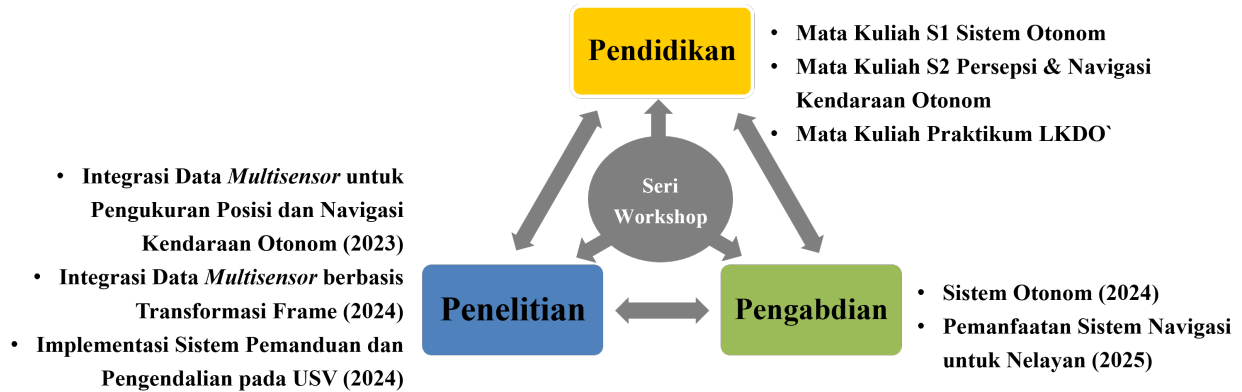 Pendidikan
• Mata Kuliah S1 Sistem Otonom
• Mata Kuliah S2 Persepsi & Navigasi
Kendaraan Otonom
• Mata Kuliah Praktikum LKDO`
Seri
Workshop
• Integrasi Data Multisensor untuk
Pengukuran Posisi dan Navigasi
Kendaraan Otonom (2023)
• Integrasi Data Multisensor berbasis
Transformasi Frame (2024)
• Implementasi Sistem Pemanduan dan
Pengendalian pada USV (2024)
Penelitian
Pengabdian
• Sistem Otonom (2024)
• Pemanfaatan Sistem Navigasi
untuk Nelayan (2025)